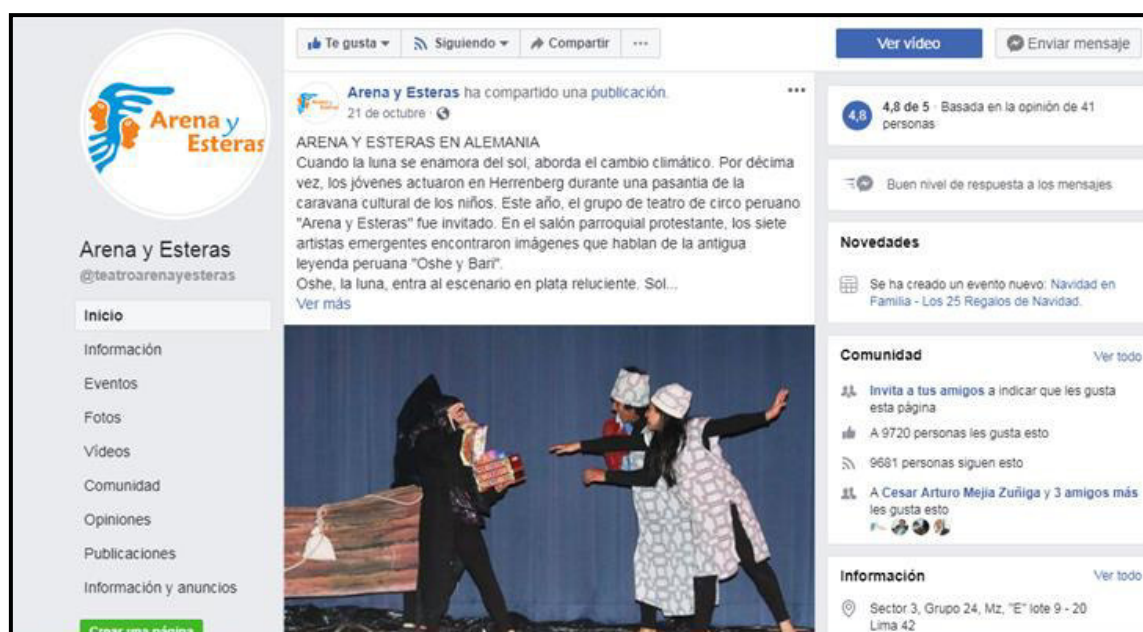 Arena y
Esteras
Arena y Esteras
@teatroarenayesteras
Inicio
Información
Eventos
Fotos
Vídeos
Comunidad
Opiniones
Publicaciones
Información y anuncios
Crear una página
Te gusta
Siguiendo
Compartir
Arena y Esteras ha compartido una publicación.
21 de octubre ·
ARENA Y ESTERAS EN ALEMANIA
Cuando la luna se enamora del sol, aborda el cambio climático. Por décima
vez, los jóvenes actuaron en Herrenberg durante una pasantia de la
caravana cultural de los niños. Este año, el grupo de teatro de circo peruano
"Arena y Esteras" fue invitado. En el salón parroquial protestante, los siete
artistas emergentes encontraron imágenes que hablan de la antigua
leyenda peruana "Oshe y Bari".
Oshe, la luna, entra al escenario en plata reluciente. Sol...
Ver más
Ver vídeo
Enviar mensaje
4,8
4,8 de 5 · Basada en la opinión de 41
personas
Buen nivel de respuesta a los mensajes
Novedades
Se ha creado un evento nuevo: Navidad en
Familia - Los 25 Regalos de Navidad.
Comunidad
Ver todo
Invita a tus amigos a indicar que les gusta
esta página
A 9720 personas les gusta esto
9681 personas siguen esto
A Cesar Arturo Mejía Zuñiga y 3 amigos más
les gusta esto
Información
Ver todo
Sector 3, Grupo 24, Mz, "E" lote 9 - 20
Lima 42